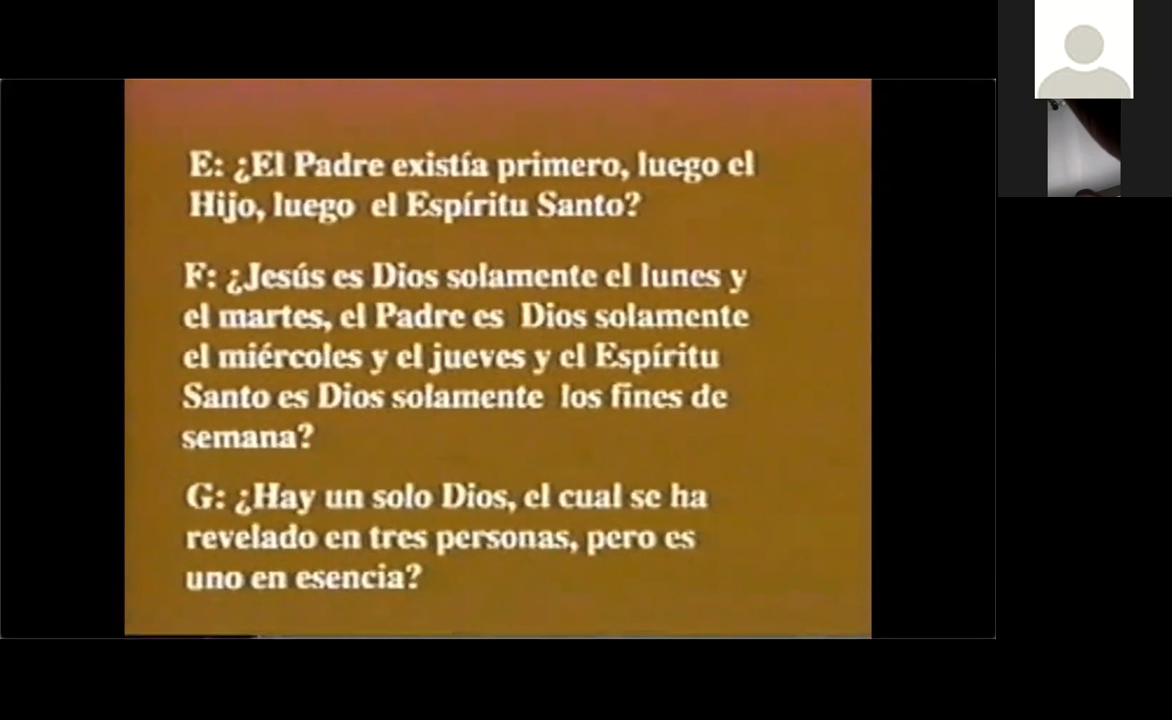 E: ¿El Padre existía primero, luego el
Hijo, luego el Espíritu Santo?
F: ¿Jesús es Dios solamente el lunes y
el martes, el Padre es Dios solamente
el miércoles y el jueves y el Espíritu
Santo es Dios solamente los fines de
semana?
G: ¿Hay un solo Dios, el cual se ha
revelado en tres personas, pero es
uno en esencia?